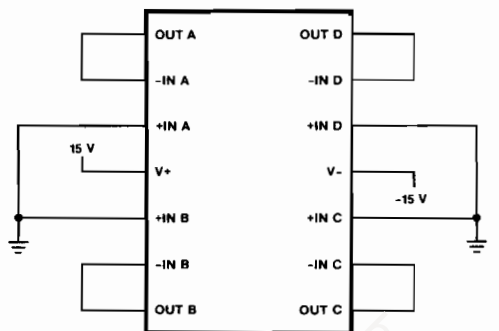 OUT A OUT D
-IN A -IN D
+IN A +IN D
15 V
V+ V-
-15 V
+IN B +IN C
-IN B -IN C
OUT B OUT C